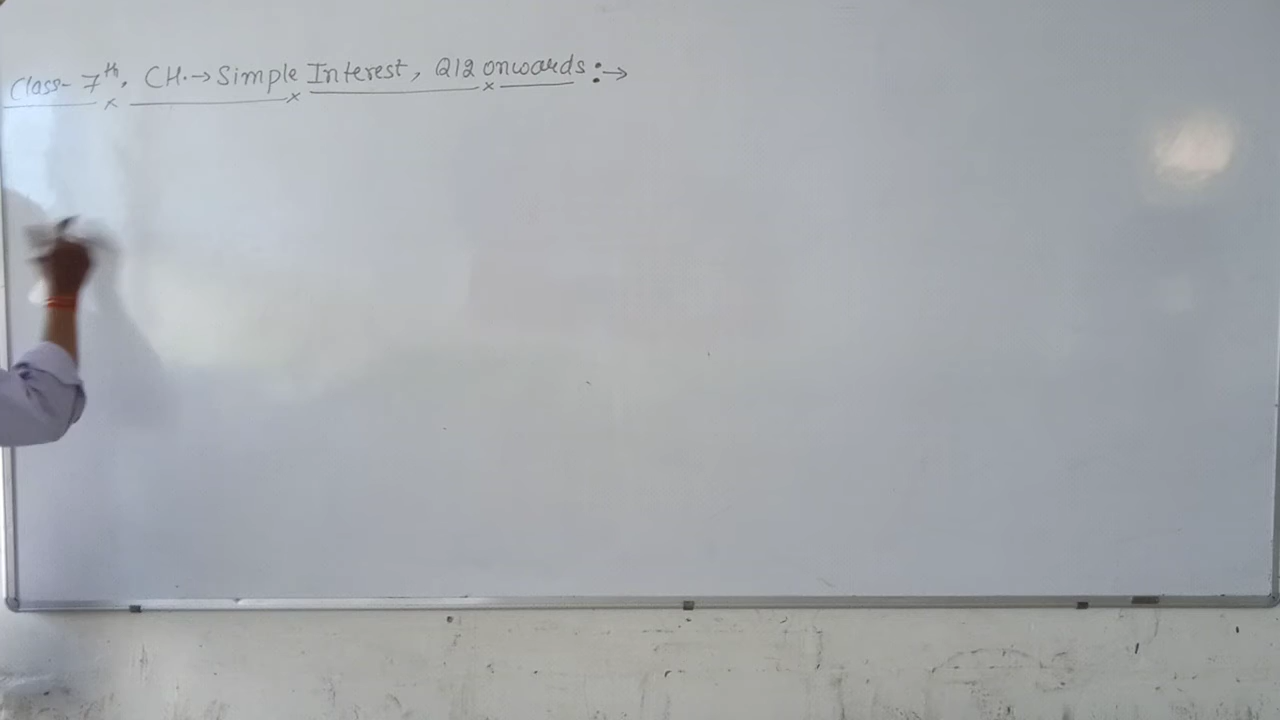 Class- 7th. CH.→Simple Interest, Q12 onwards:→